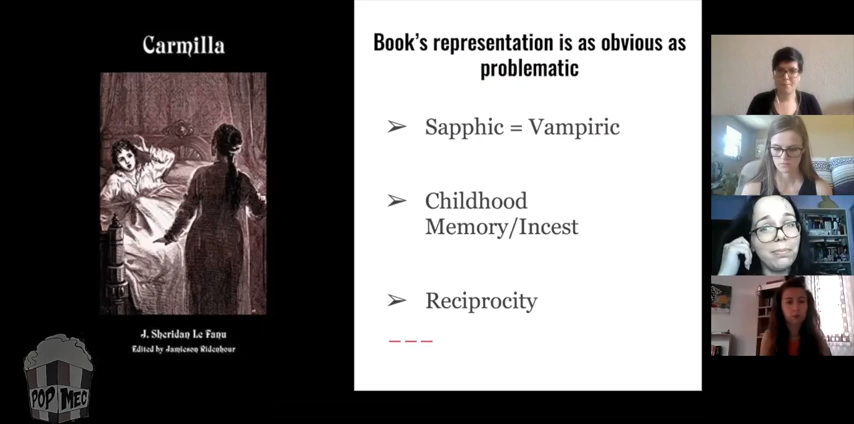 Carmilla
J. Sheridan Le Fanu
Edited by Jamieson Ridenhour
POP MEC
Book's representation is as obvious as
problematic
➢ Sapphic = Vampiric
➢ Childhood
Memory/Incest
➢ Reciprocity